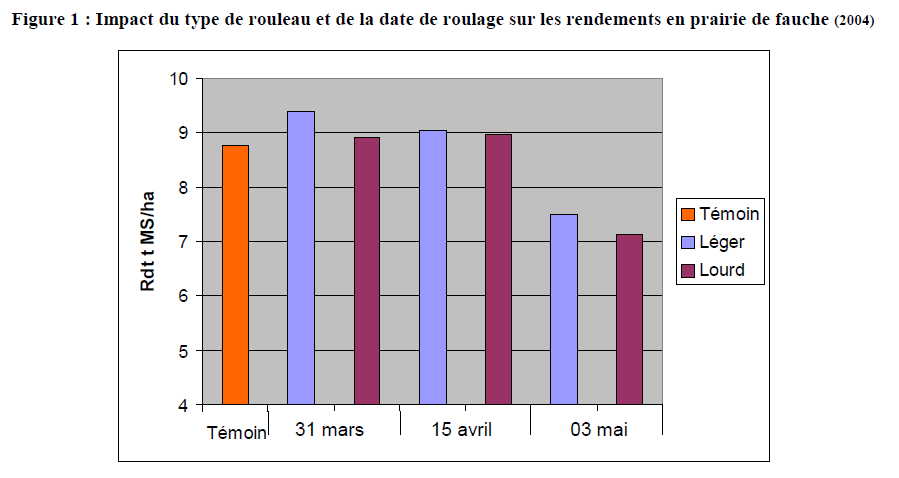 Figure 1 : Impact du type de rouleau et de la date de roulage sur les rendements en prairie de fauche (2004)
10
9
8
7
6
5
4
Rdt t MS/ha
Témoin
31 mars
15 avril
03 mai
Témoin
Léger
Lourd